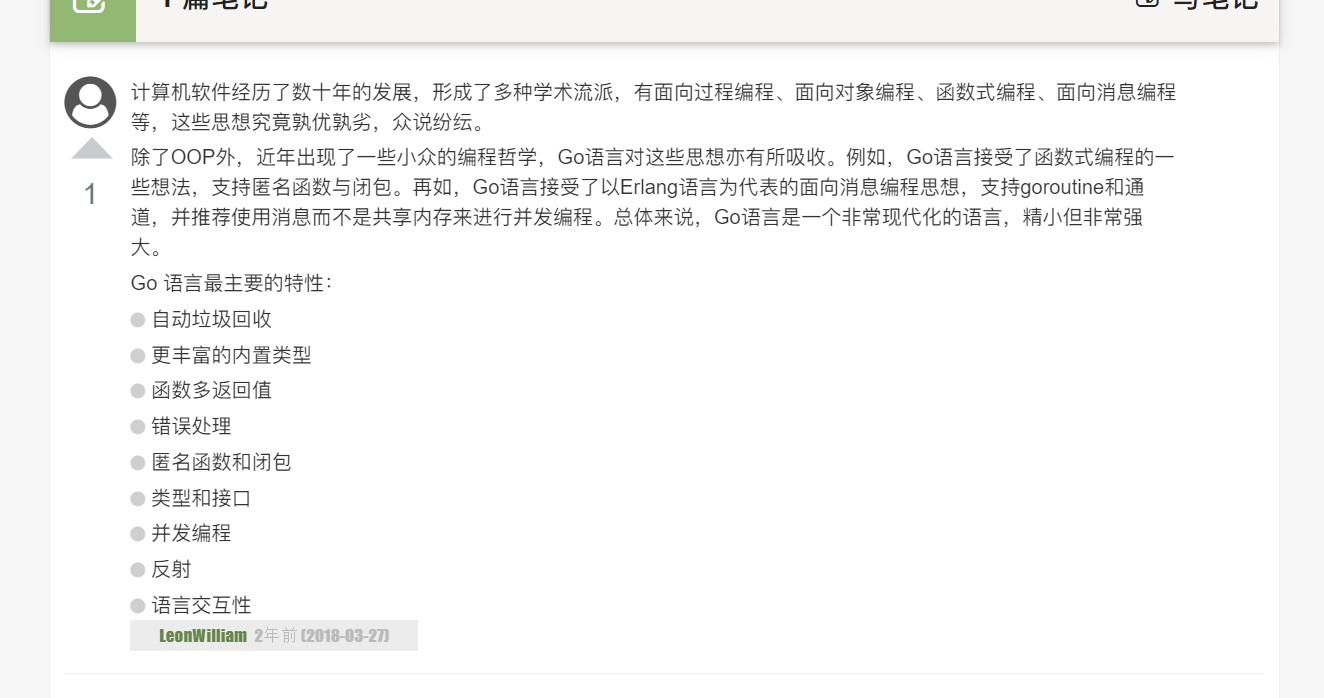 1 篇笔记
写笔记
计算机软件经历了数十年的发展，形成了多种学术流派，有面向过程编程、面向对象编程、函数式编程、面向消息编程
等，这些思想究竟孰优孰劣，众说纷纭。
除了OOP外，近年出现了一些小众的编程哲学，Go语言对这些思想亦有所吸收。例如，Go语言接受了函数式编程的一
些想法，支持匿名函数与闭包。再如，Go语言接受了以Erlang语言为代表的面向消息编程思想，支持goroutine和通
道，并推荐使用消息而不是共享内存来进行并发编程。总体来说，Go语言是一个非常现代化的语言，精小但非常强
大。
1
Go 语言最主要的特性：
自动垃圾回收
更丰富的内置类型
函数多返回值
错误处理
匿名函数和闭包
类型和接口
并发编程
反射
语言交互性
LeonWilliam 2年前 (2018-03-27)